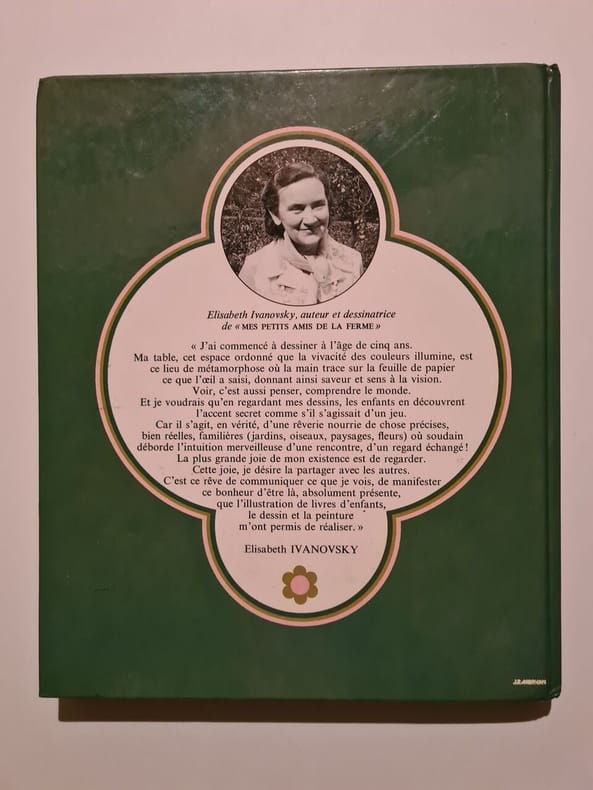 Elisabeth Ivanovsky, auteur et dessinatrice
de « MES PETITS AMIS DE LA FERME »
« J'ai commencé à dessiner à l'âge de cinq ans.
Ma table, cet espace ordonné que la vivacité des couleurs illumine, est
ce lieu de métamorphose où la main trace sur la feuille de papier
ce que l'œil a saisi, donnant ainsi saveur et sens à la vision.
Voir, c'est aussi penser, comprendre le monde.
Et je voudrais qu'en regardant mes dessins, les enfants en découvrent
l'accent secret comme s'il s'agissait d'un jeu.
Car il s'agit, en vérité, d'une rêverie nourrie de chose précises,
bien réelles, familières (jardins, oiseaux, paysages, fleurs) où soudain
déborde l'intuition merveilleuse d'une rencontre, d'un regard échangé !
La plus grande joie de mon existence est de regarder.
Cette joie, je désire la partager avec les autres.
C'est ce rêve de communiquer ce que je vois, de manifester
ce bonheur d'être là, absolument présente,
que l'illustration de livres d'enfants,
le dessin et la peinture
m'ont permis de réaliser. »
Elisabeth IVANOVSKY